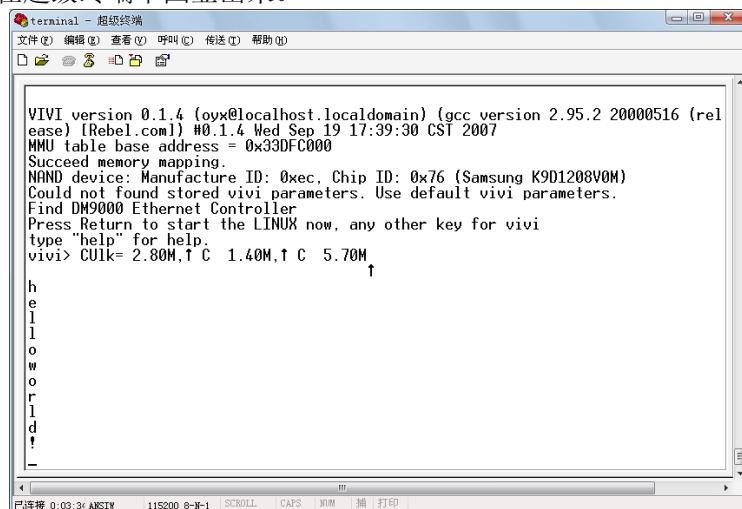 terminal - 超级终端
文件(F) 编辑(E) 查看(V) 呼叫(C) 传送(T) 帮助(H)
VIVI version 0.1.4 (oyx@localhost.localdomain) (gcc version 2.95.2 20000516 (rel
ease) [Rebel.com]) #0.1.4 Wed Sep 19 17:39:30 CST 2007
MMU table base address = 0x33DFC000
Succeed memory mapping.
NAND device: Manufacture ID: 0xec, Chip ID: 0x76 (Samsung K9D1208V0M)
Could not found stored vivi parameters. Use default vivi parameters.
Find DM9000 Ethernet Controller
Press Return to start the LINUX now, any other key for vivi
type "help" for help.
vivi> CUlk= 2.80M,↑ C  1.40M,↑ C  5.70M
↑
h
e
l
l
o
w
o
r
l
d
!
_
已连接 0:03:3 ANSIW 115200 8-N-1 SCROLL CAPS NUM 捕 打印